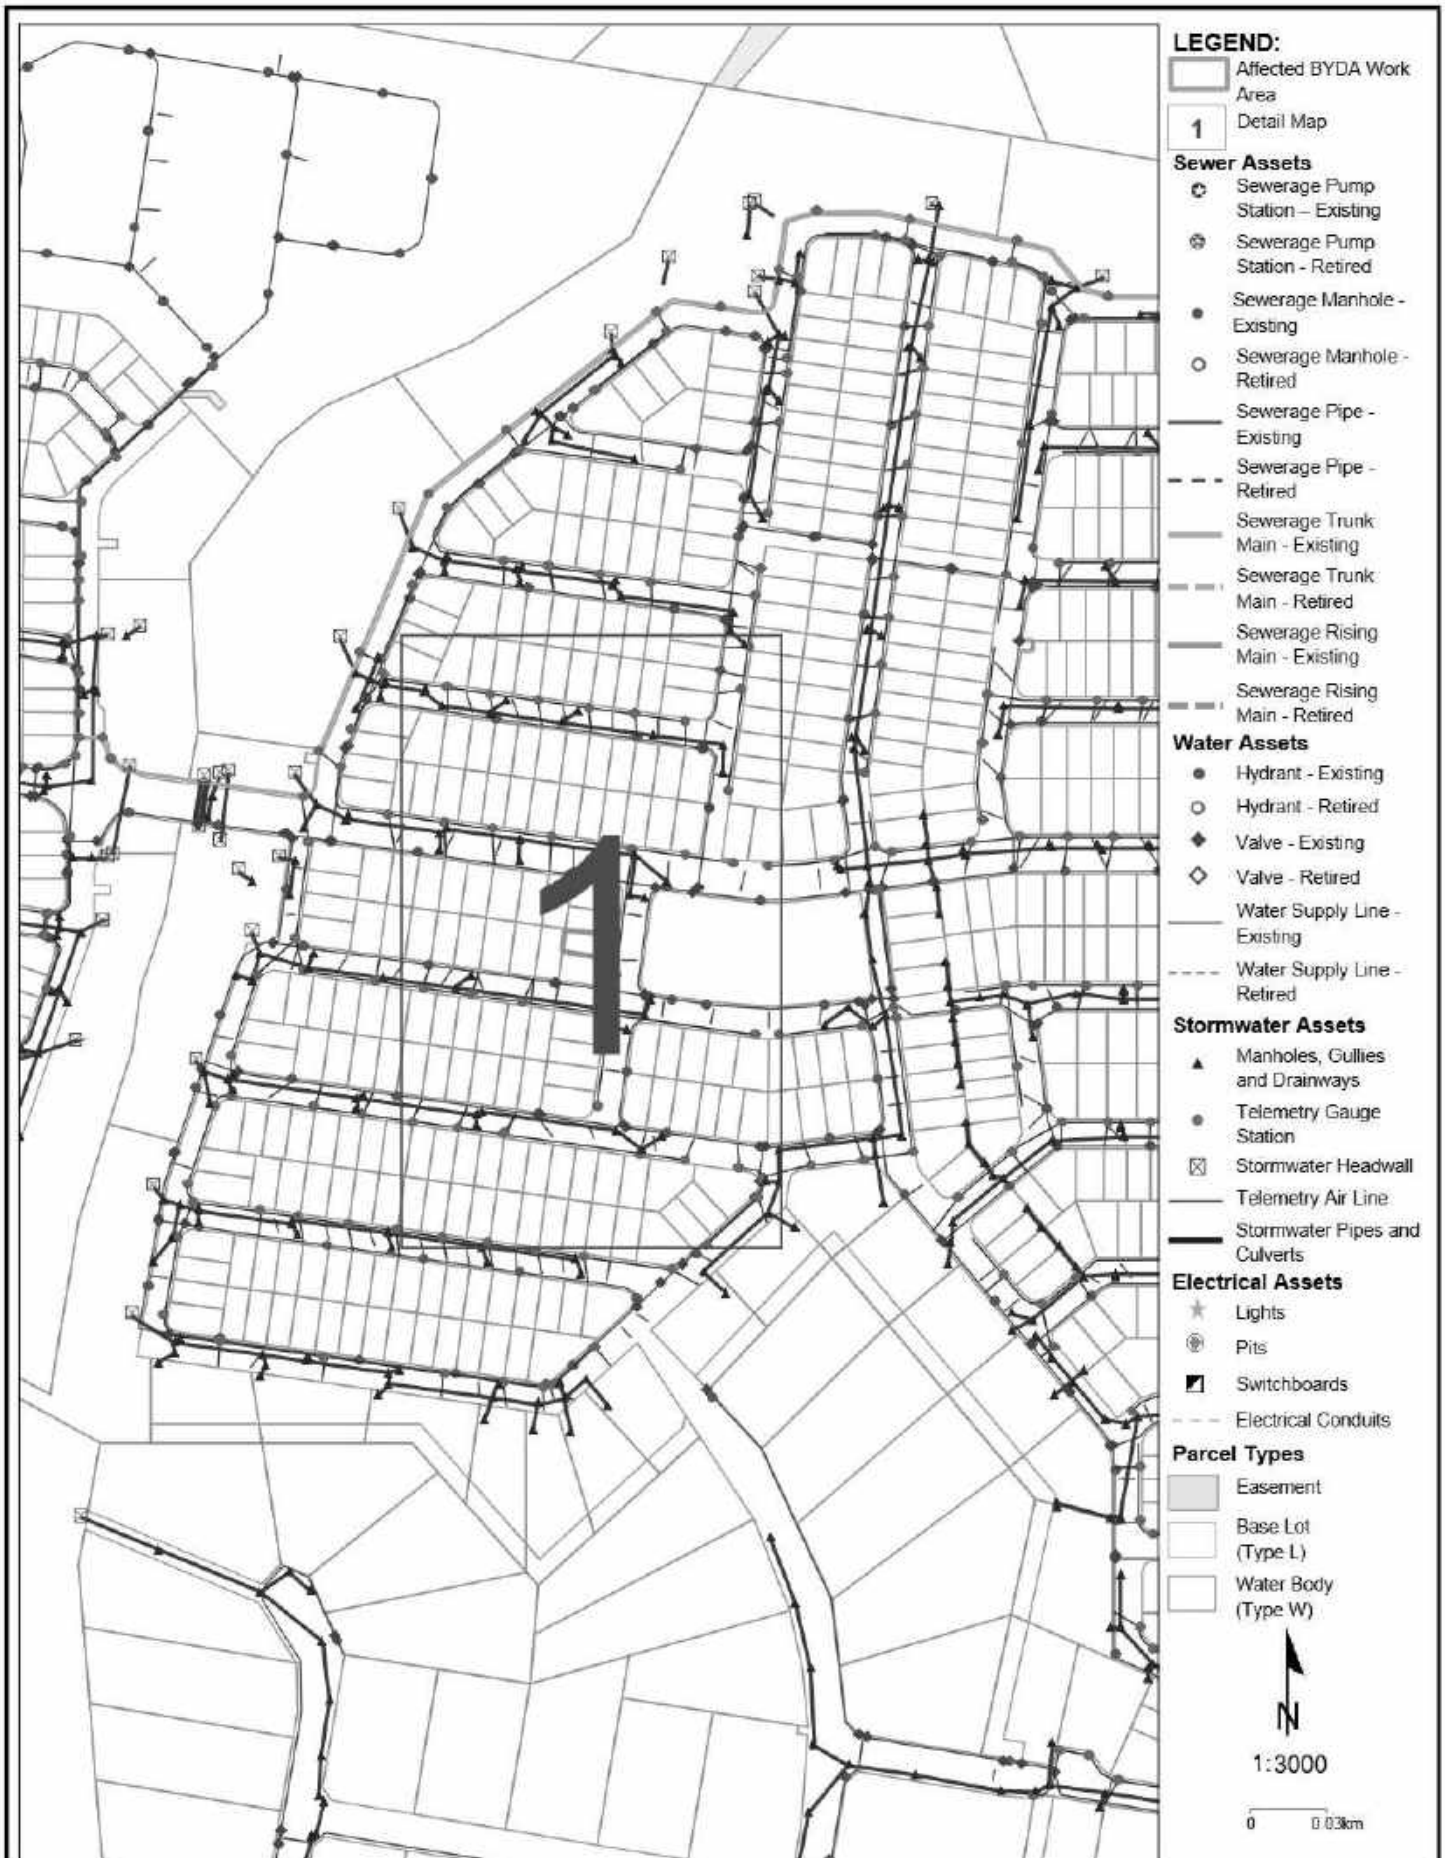 LEGEND:
Affected BYDA Work
Area
1
Detail Map
Sewer Assets
Sewerage Pump
Station – Existing
Sewerage Pump
Station - Retired
Sewerage Manhole -
Existing
Sewerage Manhole -
Retired
Sewerage Pipe -
Existing
Sewerage Pipe -
Retired
Sewerage Trunk
Main - Existing
Sewerage Trunk
Main - Retired
Sewerage Rising
Main - Existing
Sewerage Rising
Main - Retired
Water Assets
Hydrant - Existing
Hydrant - Retired
Valve - Existing
Valve - Retired
Water Supply Line -
Existing
Water Supply Line -
Retired
Stormwater Assets
Manholes, Gullies
and Drainways
Telemetry Gauge
Station
Stormwater Headwall
Telemetry Air Line
Stormwater Pipes and
Culverts
Electrical Assets
Lights
Pits
Switchboards
Electrical Conduits
Parcel Types
Easement
Base Lot
(Type L)
Water Body
(Type W)
N
1:3000
0 0.03km
1